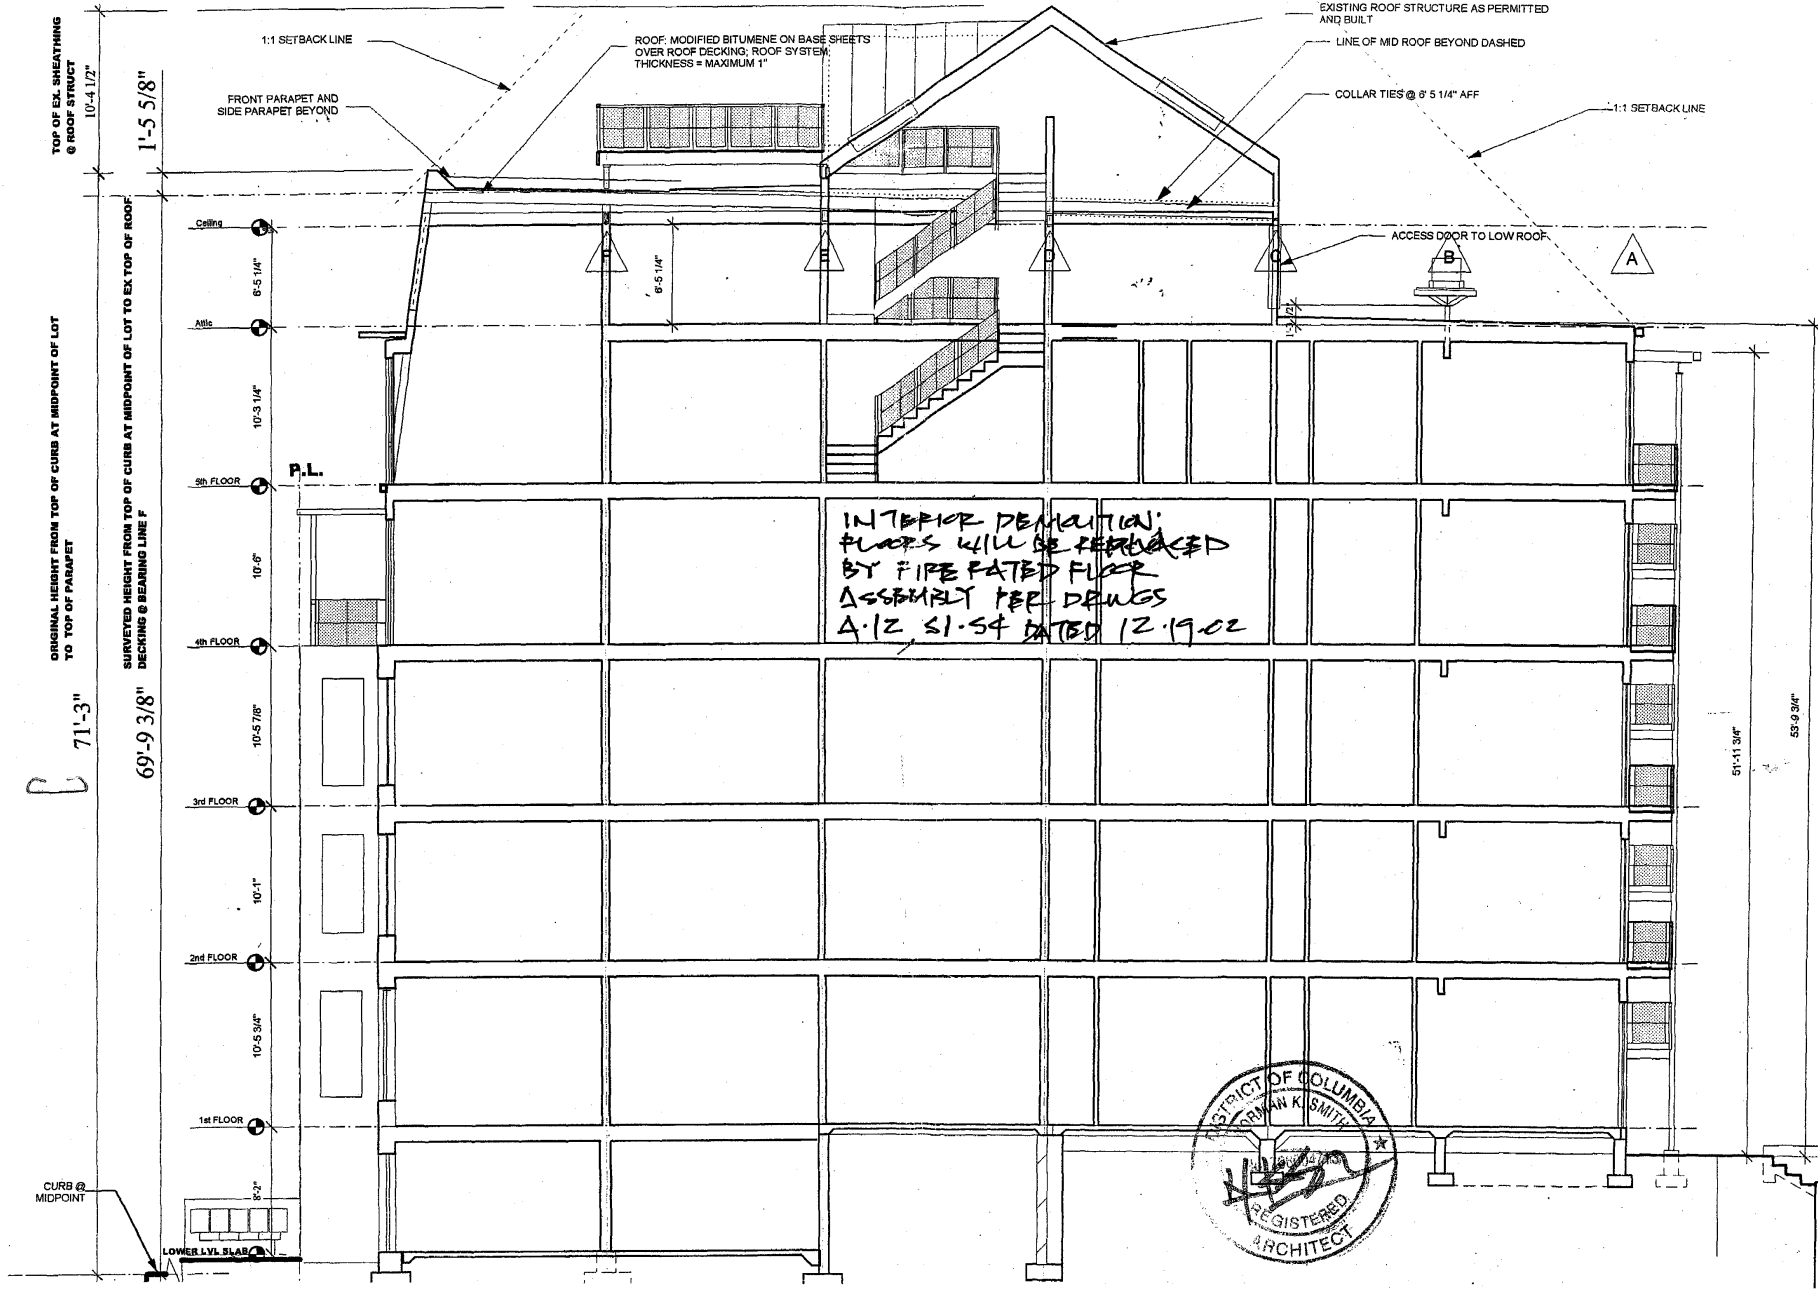 EXISTING ROOF STRUCTURE AS PERMITTED
AND BUILT
1:1 SETBACK LINE
ROOF: MODIFIED BITUMENE ON BASE SHEETS
OVER ROOF DECKING; ROOF SYSTEM
THICKNESS = MAXIMUM 1"
LINE OF MID ROOF BEYOND DASHED
TOP OF EX. SHEATHING
@ ROOF STRUCT
10'-4 1/2"
1'-5 5/8"
FRONT PARAPET AND
SIDE PARAPET BEYOND
COLLAR TIES @ 6' 5 1/4" AFF
1:1 SETBACK LINE
Ceiling
ACCESS DOOR TO LOW ROOF
F
E
D
C
B
A
6'-5 1/4"
6'-5 1/4"
Attic
10'-3 1/4"
ORIGINAL HEIGHT FROM TOP OF CURB AT MIDPOINT OF LOT
TO TOP OF PARAPET
71'-3"
SURVEYED HEIGHT FROM TOP OF CURB AT MIDPOINT OF LOT TO EX TOP OF ROOF
DECKING @ BEARING LINE F
69'-9 3/8"
P.L.
5th FLOOR
INTERIOR DEMOLITION:
FLOORS WILL BE REPLACED
BY FIRE RATED FLOOR
ASSEMBLY PER DRWGS
A.12 S1-S4 DATED 12.19.02
10'-6"
4th FLOOR
10'-5 7/8"
51'-11 3/4"
53'-9 3/4"
3rd FLOOR
10'-1"
2nd FLOOR
10'-5 3/4"
1st FLOOR
DISTRICT OF COLUMBIA
NORMAN K. SMITH
REGISTERED
ARCHITECT
8'-2"
CURB @
MIDPOINT
LOWER LVL SLAB